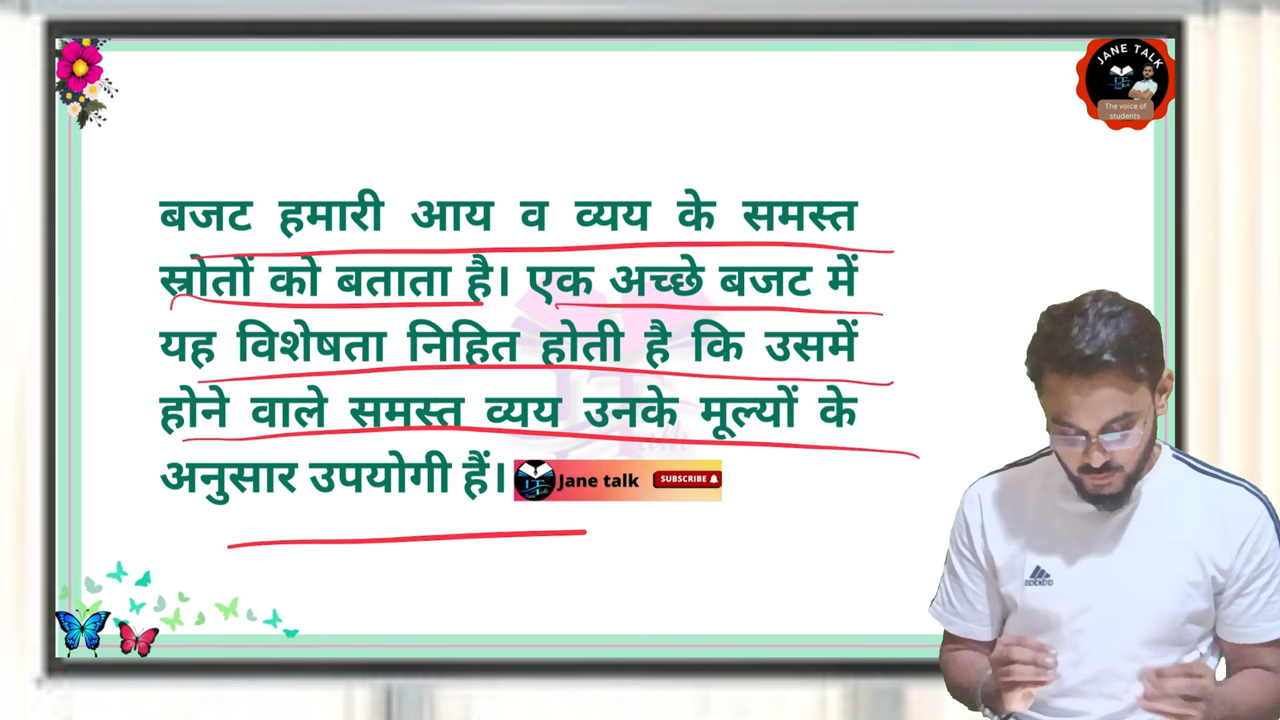 JANE TALK
The voice of
students
बजट हमारी आय व व्यय के समस्त
स्रोतों को बताता है। एक अच्छे बजट में
यह विशेषता निहित होती है कि उसमें
होने वाले समस्त व्यय उनके मूल्यों के
अनुसार उपयोगी हैं।
Jane talk
SUBSCRIBE